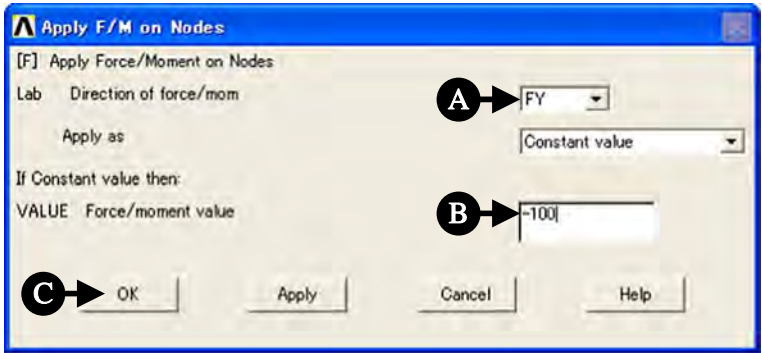 Apply F/M on Nodes
[F] Apply Force/Moment on Nodes
Lab Direction of force/mom A FY
Apply as Constant value
If Constant value then:
VALUE Force/moment value B -100
C OK Apply Cancel Help